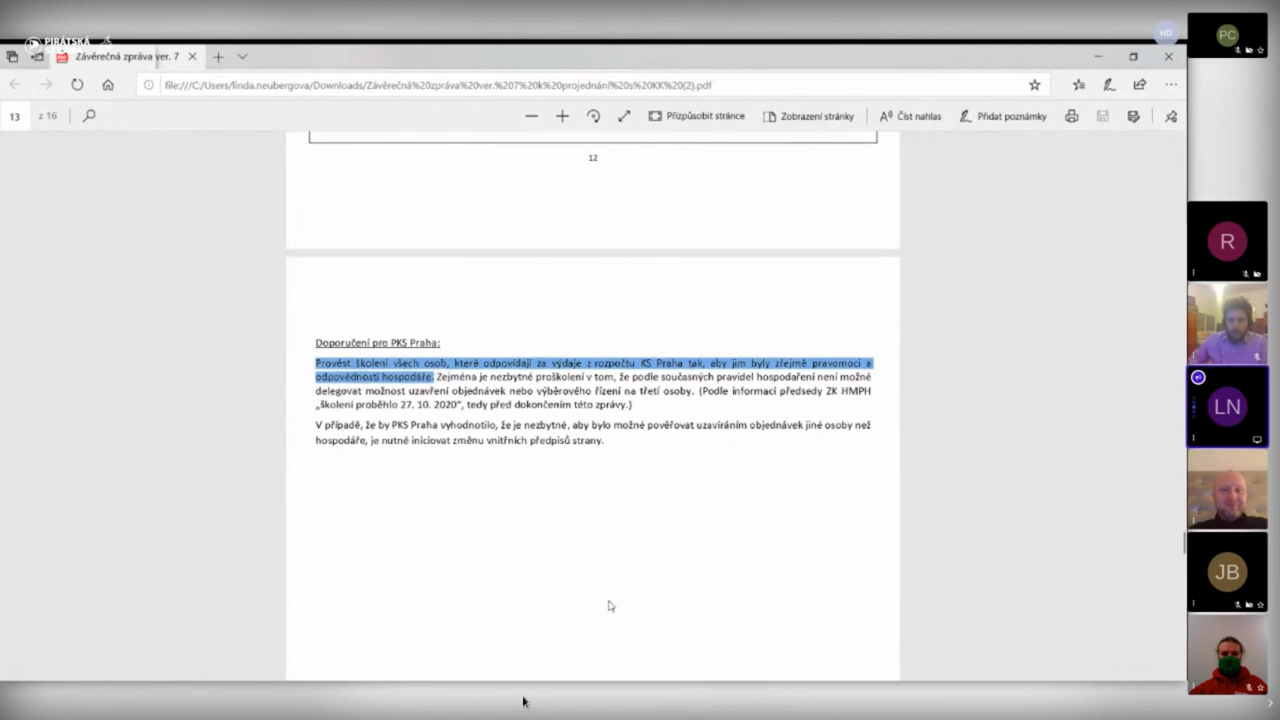 PIRÁTSKÁ
HD
PC
Závěrečná zpráva ver. 7
file:///C:/Users/linda.neubergova/Downloads/Závěrečná%20zpráva%20ver.%207%20k%20projednání%20s%20KK%20(2).pdf
13 z 16 Přizpůsobit stránce Zobrazení stránky Číst nahlas Přidat poznámky
12
R
Doporučení pro PKS Praha:
Provést školení všech osob, které odpovídají za výdaje z rozpočtu KS Praha tak, aby jim byly zřejmé pravomoci a
odpovědnosti hospodáře. Zejména je nezbytné proškolení v tom, že podle současných pravidel hospodaření není možné
delegovat možnost uzavření objednávek nebo výběrového řízení na třetí osoby. (Podle informací předsedy ZK HMPH
„školení proběhlo 27. 10. 2020“, tedy před dokončením této zprávy.)
V případě, že by PKS Praha vyhodnotilo, že je nezbytné, aby bylo možné pověřovat uzavíráním objednávek jiné osoby než
hospodáře, je nutné iniciovat změnu vnitřních předpisů strany.
LN
JB